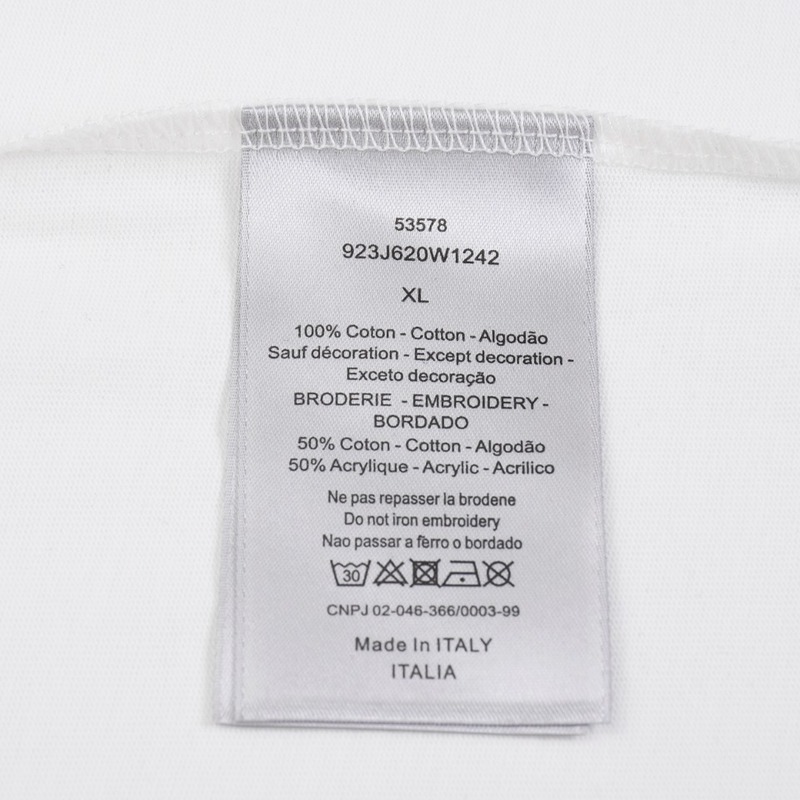 53578
923J620W1242
XL
100% Coton - Cotton - Algodão
Sauf décoration - Except decoration -
Exceto decoração
BRODERIE - EMBROIDERY -
BORDADO
50% Coton - Cotton - Algodão
50% Acrylique - Acrylic - Acrilico
Ne pas repasser la brodene
Do not iron embroidery
Nao passar a ferro o bordado
30
CNPJ 02-046-366/0003-99
Made In ITALY
ITALIA